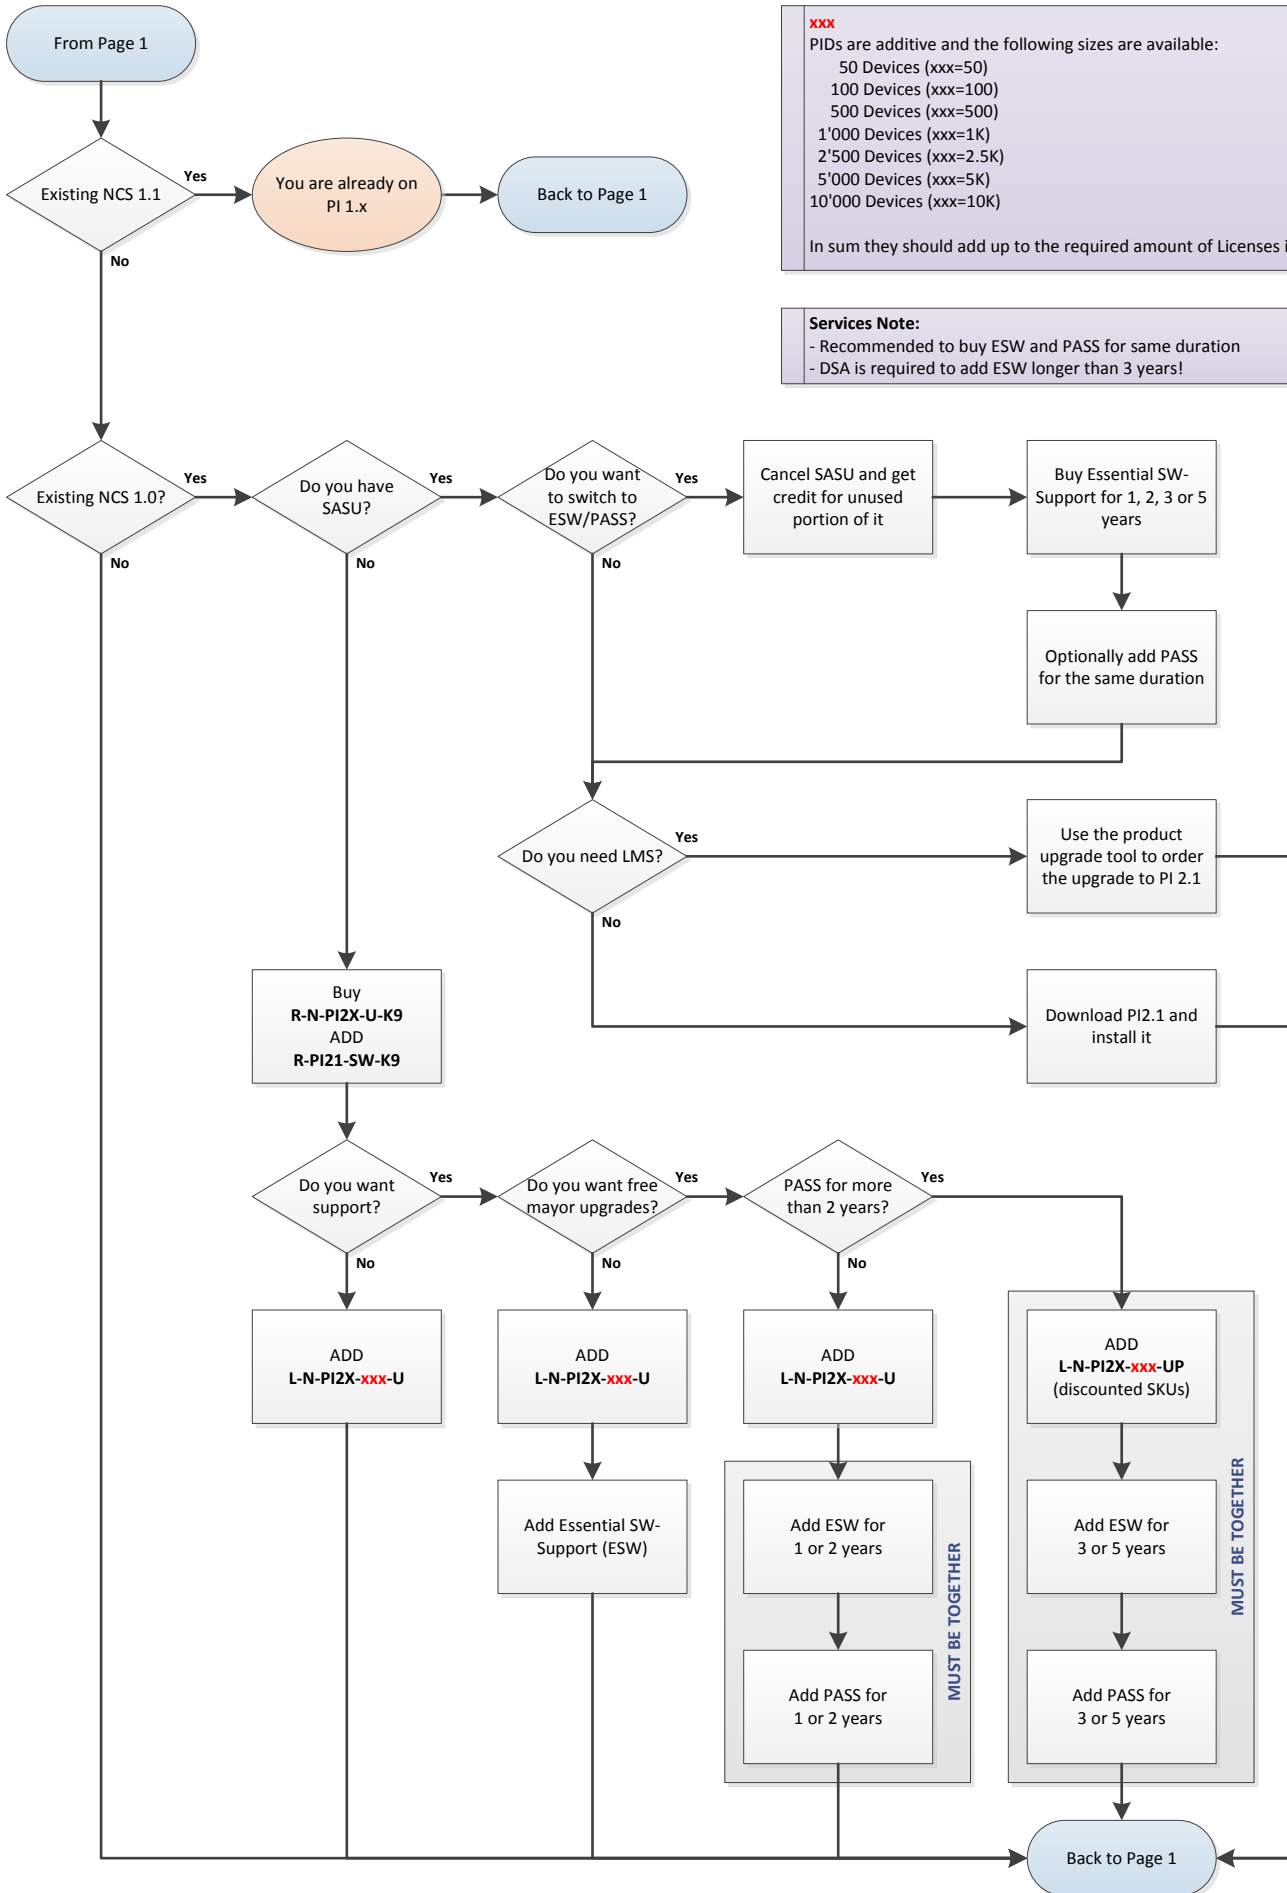 From Page 1
xxx
PIDs are additive and the following sizes are available:
50 Devices (xxx=50)
100 Devices (xxx=100)
500 Devices (xxx=500)
1'000 Devices (xxx=1K)
2'500 Devices (xxx=2.5K)
5'000 Devices (xxx=5K)
10'000 Devices (xxx=10K)
In sum they should add up to the required amount of Licenses
Existing NCS 1.1
Yes
No
You are already on
PI 1.x
Back to Page 1
Services Note:
- Recommended to buy ESW and PASS for same duration
- DSA is required to add ESW longer than 3 years!
Existing NCS 1.0?
Yes
No
Do you have
SASU?
Yes
No
Do you want
to switch to
ESW/PASS?
Yes
No
Cancel SASU and get
credit for unused
portion of it
Buy Essential SW-
Support for 1, 2, 3 or 5
years
Optionally add PASS
for the same duration
Do you need LMS?
Yes
No
Use the product
upgrade tool to order
the upgrade to PI 2.1
Download PI2.1 and
install it
Buy
R-N-PI2X-U-K9
ADD
R-PI21-SW-K9
Do you want
support?
Yes
No
Do you want free
mayor upgrades?
Yes
No
PASS for more
than 2 years?
Yes
No
ADD
L-N-PI2X-xxx-U
ADD
L-N-PI2X-xxx-U
ADD
L-N-PI2X-xxx-U
ADD
L-N-PI2X-xxx-UP
(discounted SKUs)
Add Essential SW-
Support (ESW)
Add ESW for
1 or 2 years
Add PASS for
1 or 2 years
MUST BE TOGETHER
Add ESW for
3 or 5 years
Add PASS for
3 or 5 years
MUST BE TOGETHER
Back to Page 1